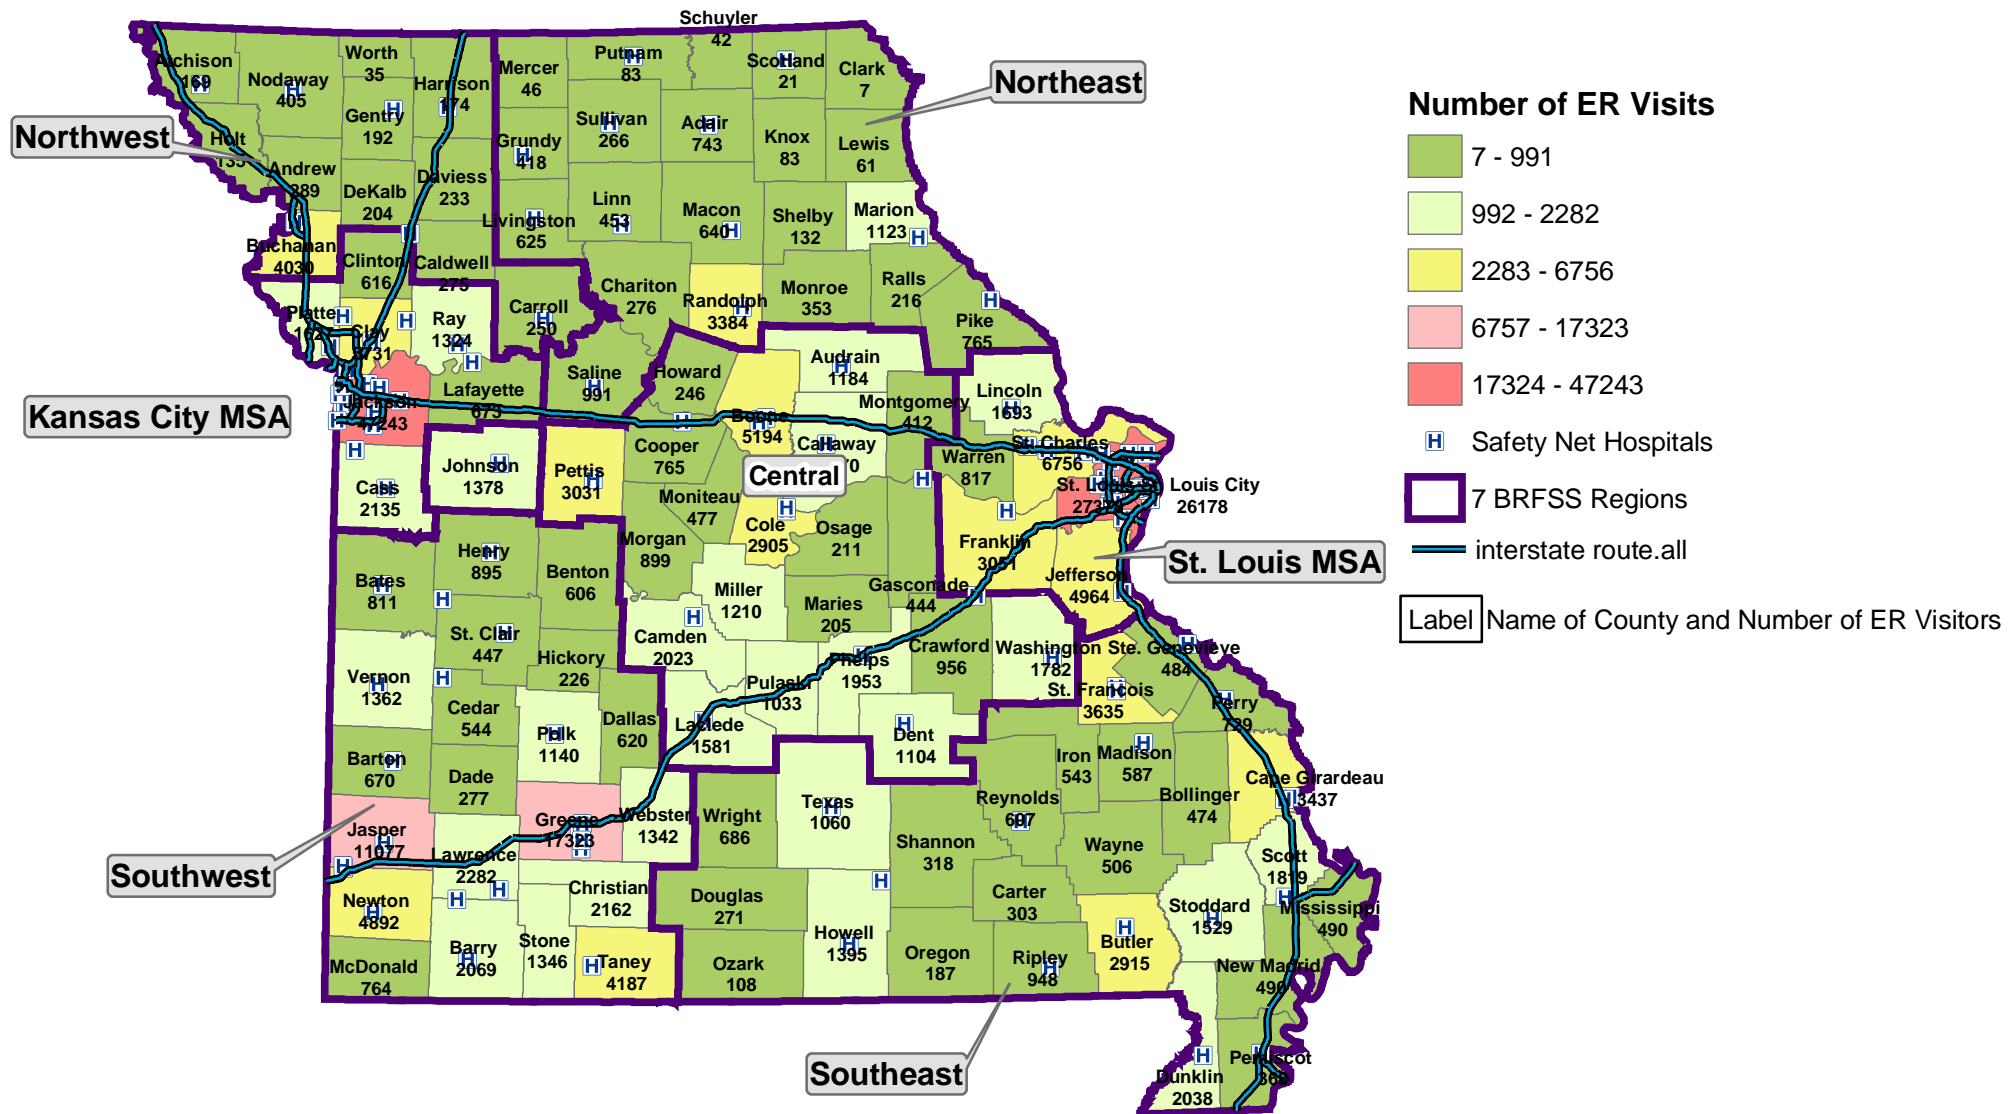 Schuyler
42
Atchison
169
Nodaway
405
Worth
35
Harrison
174
Gentry
192
Mercer
46
Putnam
83
Scotland
21
Clark
7
Northeast
Northwest
Holt
Andrew
289
DeKalb
204
Daviess
233
Grundy
418
Sullivan
266
Adair
743
Knox
83
Lewis
61
Livingston
625
Linn
453
Macon
640
Shelby
132
Marion
1123
Buchanan
4030
Clinton
616
Caldwell
275
Carroll
250
Chariton
276
Randolph
3384
Monroe
353
Ralls
216
Pike
765
Platte
Clay
Ray
1324
Audrain
1184
Saline
991
Howard
246
Lafayette
673
Jackson
47243
Kansas City MSA
Montgomery
412
Lincoln
1693
Boone
5194
Callaway
Cooper
765
Central
Warren
817
St. Charles
6756
St. Louis
Louis City
26178
Johnson
1378
Pettis
3031
Cass
2135
Moniteau
477
Cole
2905
Osage
211
Franklin
3051
Jefferson
4964
St. Louis MSA
Bates
811
Henry
895
Benton
606
Morgan
899
Miller
1210
Maries
205
Gasconade
444
St. Clair
447
Hickory
226
Camden
2023
Phelps
1953
Crawford
956
Washington
1782
Ste. Genevieve
484
St. Francois
3635
Perry
729
Vernon
1362
Cedar
544
Polk
1140
Dallas
620
Laclede
1581
Pulaski
1033
Dent
1104
Iron
543
Madison
587
Barton
670
Dade
277
Reynolds
607
Bollinger
474
Cape Girardeau
3437
Jasper
11077
Greene
17323
Webster
1342
Wright
686
Texas
1060
Shannon
318
Wayne
506
Scott
1819
Southwest
Lawrence
2282
Christian
2162
Newton
4892
Douglas
271
Carter
303
Stoddard
1529
Mississippi
490
Barry
2069
Stone
1346
Taney
4187
Howell
1395
Oregon
187
Ripley
948
Butler
2915
McDonald
764
Ozark
108
New Madrid
490
Southeast
Pemiscot
Dunklin
2038
Number of ER Visits
7 - 991
992 - 2282
2283 - 6756
6757 - 17323
17324 - 47243
H Safety Net Hospitals
7 BRFSS Regions
interstate route.all
Label Name of County and Number of ER Visitors